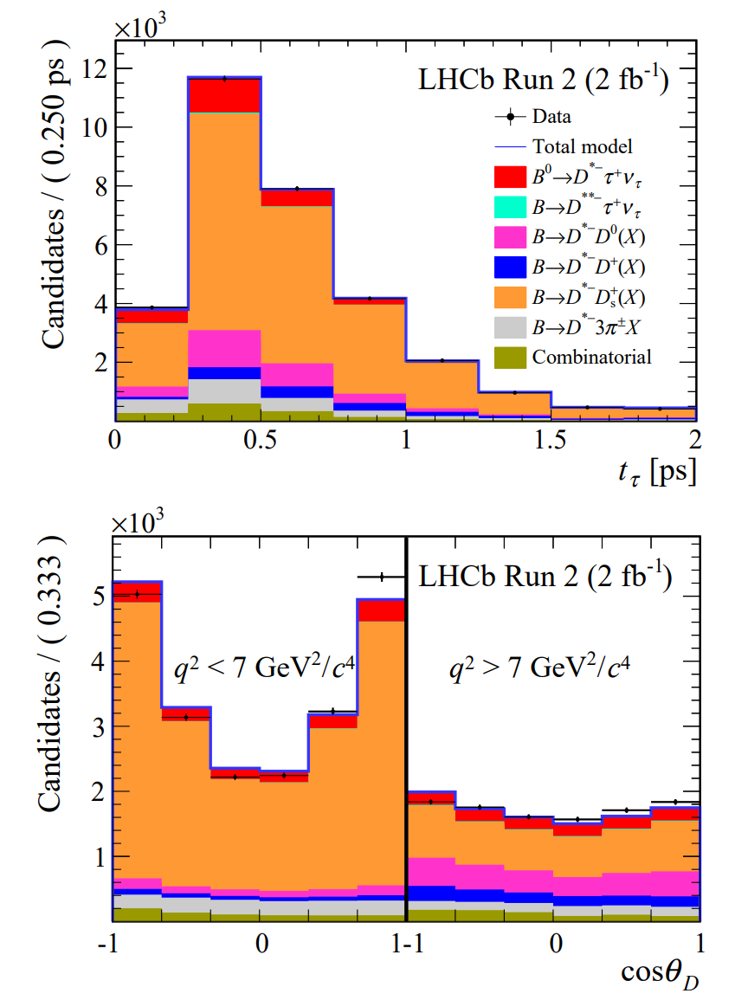 ×10³
Candidates / ( 0.250 ps )
12
10
8
6
4
2
LHCb Run 2 (2 fb⁻¹)
Data
Total model
B⁰→D*⁻τ⁺ν_τ
B→D**⁻τ⁺ν_τ
B→D*⁻D⁰(X)
B→D*⁻D⁺(X)
B→D*⁻D_s⁺(X)
B→D*⁻3π±X
Combinatorial
0 0.5 1 1.5 2
t_τ [ps]
×10³
Candidates / ( 0.333 )
5
4
3
2
1
LHCb Run 2 (2 fb⁻¹)
q² < 7 GeV²/c⁴ q² > 7 GeV²/c⁴
-1 0 1-1 0 1
cosθ_D